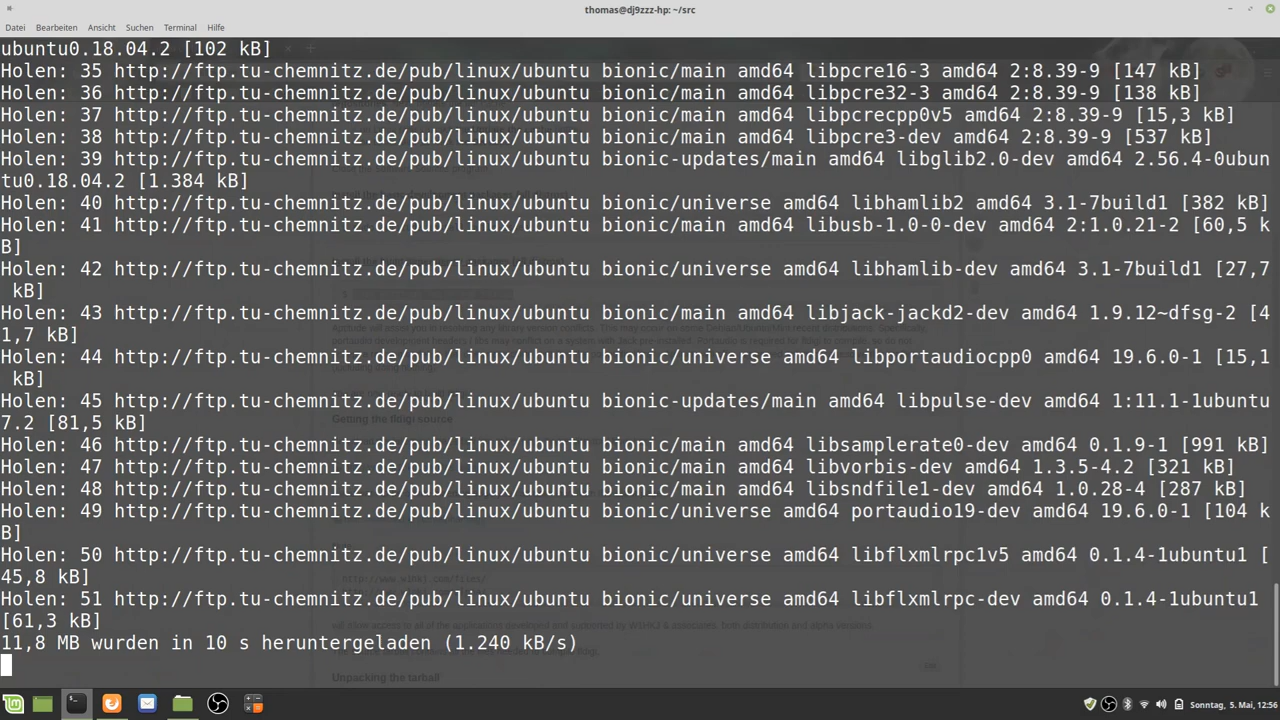 thomas@dj9zzz-hp: ~/src
Datei Bearbeiten Ansicht Suchen Terminal Hilfe
ubuntu0.18.04.2 [102 kB]
Holen: 35 http://ftp.tu-chemnitz.de/pub/linux/ubuntu bionic/main amd64 libpcre16-3 amd64 2:8.39-9 [147 kB]
Holen: 36 http://ftp.tu-chemnitz.de/pub/linux/ubuntu bionic/main amd64 libpcre32-3 amd64 2:8.39-9 [138 kB]
Holen: 37 http://ftp.tu-chemnitz.de/pub/linux/ubuntu bionic/main amd64 libpcrecpp0v5 amd64 2:8.39-9 [15,3 kB]
Holen: 38 http://ftp.tu-chemnitz.de/pub/linux/ubuntu bionic/main amd64 libpcre3-dev amd64 2:8.39-9 [537 kB]
Holen: 39 http://ftp.tu-chemnitz.de/pub/linux/ubuntu bionic-updates/main amd64 libglib2.0-dev amd64 2.56.4-0ubun
tu0.18.04.2 [1.384 kB]
Holen: 40 http://ftp.tu-chemnitz.de/pub/linux/ubuntu bionic/universe amd64 libhamlib2 amd64 3.1-7build1 [382 kB]
Holen: 41 http://ftp.tu-chemnitz.de/pub/linux/ubuntu bionic/main amd64 libusb-1.0-0-dev amd64 2:1.0.21-2 [60,5 k
B]
Holen: 42 http://ftp.tu-chemnitz.de/pub/linux/ubuntu bionic/universe amd64 libhamlib-dev amd64 3.1-7build1 [27,7
kB]
Holen: 43 http://ftp.tu-chemnitz.de/pub/linux/ubuntu bionic/main amd64 libjack-jackd2-dev amd64 1.9.12~dfsg-2 [4
1,7 kB]
Holen: 44 http://ftp.tu-chemnitz.de/pub/linux/ubuntu bionic/universe amd64 libportaudiocpp0 amd64 19.6.0-1 [15,1
kB]
Holen: 45 http://ftp.tu-chemnitz.de/pub/linux/ubuntu bionic-updates/main amd64 libpulse-dev amd64 1:11.1-1ubuntu
7.2 [81,5 kB]
Holen: 46 http://ftp.tu-chemnitz.de/pub/linux/ubuntu bionic/main amd64 libsamplerate0-dev amd64 0.1.9-1 [991 kB]
Holen: 47 http://ftp.tu-chemnitz.de/pub/linux/ubuntu bionic/main amd64 libvorbis-dev amd64 1.3.5-4.2 [321 kB]
Holen: 48 http://ftp.tu-chemnitz.de/pub/linux/ubuntu bionic/main amd64 libsndfile1-dev amd64 1.0.28-4 [287 kB]
Holen: 49 http://ftp.tu-chemnitz.de/pub/linux/ubuntu bionic/universe amd64 portaudio19-dev amd64 19.6.0-1 [104 k
B]
Holen: 50 http://ftp.tu-chemnitz.de/pub/linux/ubuntu bionic/universe amd64 libflxmlrpc1v5 amd64 0.1.4-1ubuntu1 [
45,8 kB]
Holen: 51 http://ftp.tu-chemnitz.de/pub/linux/ubuntu bionic/universe amd64 libflxmlrpc-dev amd64 0.1.4-1ubuntu1
[61,3 kB]
11,8 MB wurden in 10 s heruntergeladen (1.240 kB/s)
Getting the fldigi source
http://www.w1hkj.com/files/
Unpacking the tarball
Sonntag, 5. Mai, 12:56